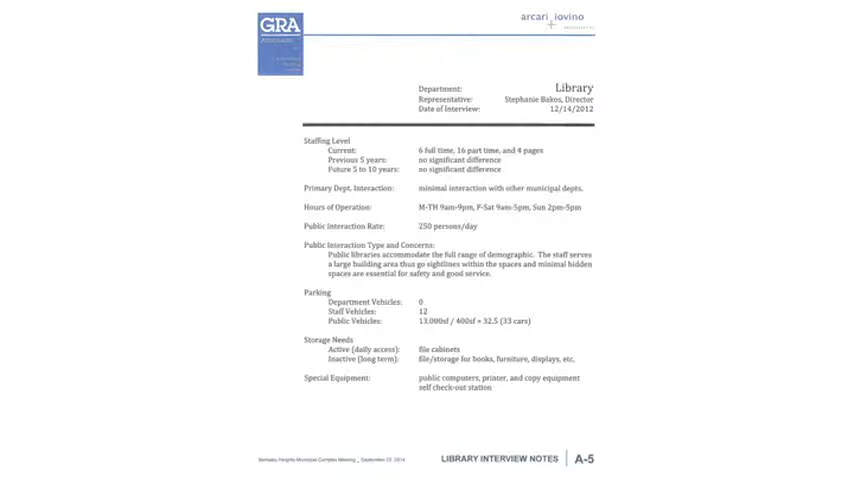 GRA
arcari iovino
Department: Library
Representative: Stephanie Bakos, Director
Date of Interview: 12/14/2012
Staffing Level
Current: 6 full time, 16 part time, and 4 pages
Previous 5 years: no significant difference
Future 5 to 10 years: no significant difference
Primary Dept. Interaction: minimal interaction with other municipal depts.
Hours of Operation: M-TH 9am-9pm, F-Sat 9am-5pm, Sun 2pm-5pm
Public Interaction Rate: 250 persons/day
Public Interaction Type and Concerns:
Public libraries accommodate the full range of demographic. The staff serves
a large building area thus go sightlines within the spaces and minimal hidden
spaces are essential for safety and good service.
Parking
Department Vehicles: 0
Staff Vehicles: 12
Public Vehicles: 13,000sf / 400sf = 32.5 (33 cars)
Storage Needs
Active (daily access): file cabinets
Inactive (long term): file/storage for books, furniture, displays, etc.
Special Equipment: public computers, printer, and copy equipment
self check-out station
Berkeley Heights Municipal Complex Meeting _ September 23, 2014 LIBRARY INTERVIEW NOTES A-5